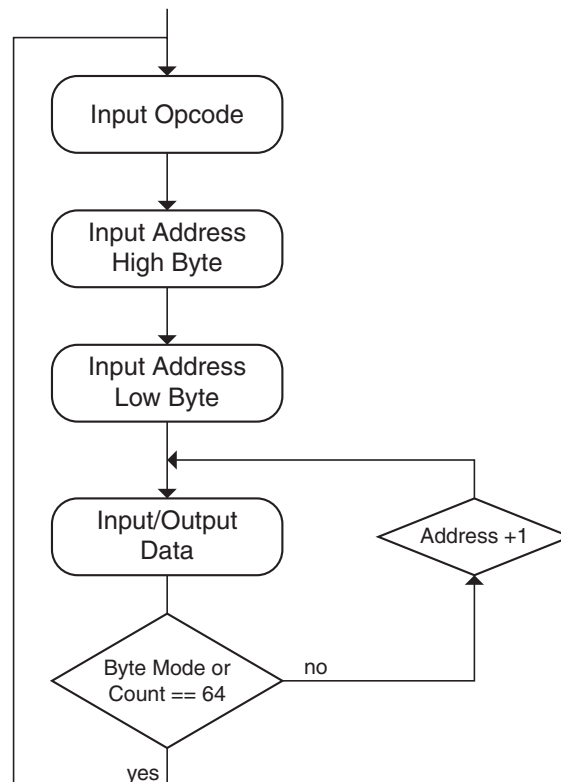 Input Opcode
Input Address
High Byte
Input Address
Low Byte
Input/Output
Data
Address +1
Byte Mode or
Count == 64
no
yes